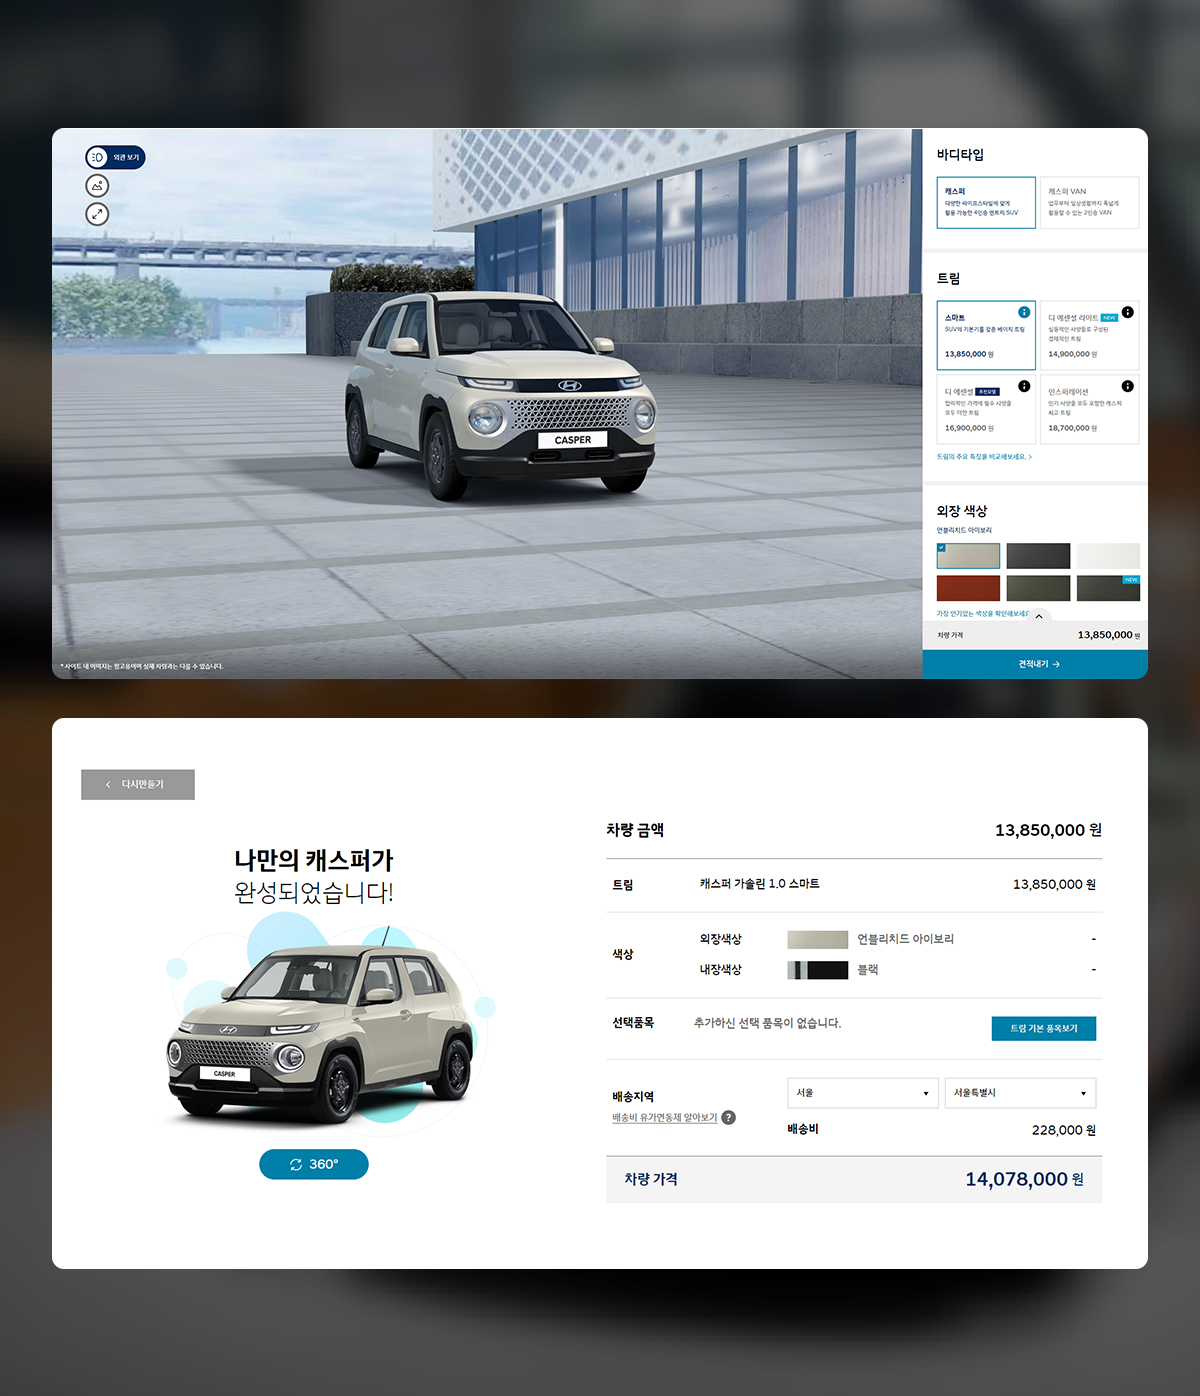 외관 보기
바디타입
캐스퍼
다양한 라이프스타일에 맞게
활용 가능한 4인승 엔트리 SUV
캐스퍼 VAN
업무부터 일상생활까지 폭넓게
활용할 수 있는 2인승 VAN
트림
스마트
SUV의 기본기를 갖춘 베이직 트림
13,850,000 원
디 에센셜 라이트 NEW
실용적인 사양들로 구성된
경제적인 트림
14,900,000 원
디 에센셜 추천모델
합리적인 가격에 필수 사양을
모두 더한 트림
16,900,000 원
인스퍼레이션
인기 사양을 모두 포함한 캐스퍼
최고 트림
18,700,000 원
트림의 주요 특징을 비교해보세요. >
외장 색상
언블리치드 아이보리
NEW
가장 인기있는 색상을 확인해보세요
차량 가격
13,850,000 원
견적내기 →
CASPER
* 사이트 내 이미지는 참고용이며 실제 차량과는 다를 수 있습니다.
< 다시만들기
나만의 캐스퍼가
완성되었습니다!
CASPER
360°
차량 금액
13,850,000 원
트림
캐스퍼 가솔린 1.0 스마트
13,850,000 원
색상
외장색상
언블리치드 아이보리
-
내장색상
블랙
-
선택품목
추가하신 선택 품목이 없습니다.
트림 기본 품목보기
배송지역
배송비 유가연동제 알아보기 ?
서울
서울특별시
배송비
228,000 원
차량 가격
14,078,000 원